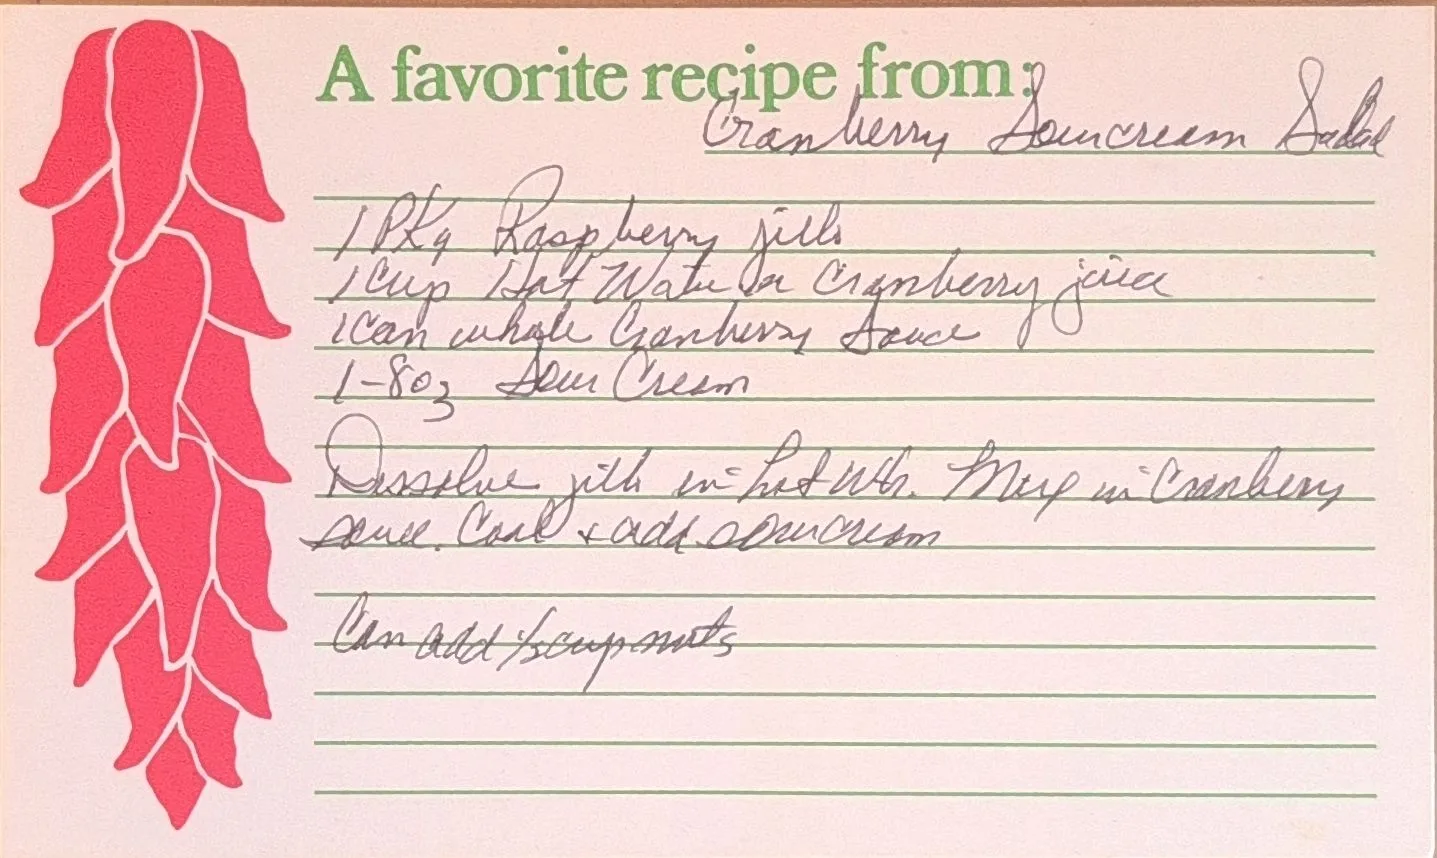 A favorite recipe from:
Cranberry Sourcream Salad
1 PKg Raspberry jello
1 Cup Hot Water or Cranberry juice
1 Can whole Cranberry Sauce
1-8oz Sour Cream
Dissolve jello in hot Wtr. Mix in Cranberry
sauce. Cool + add sourcream
Can add 1/2 cup nuts